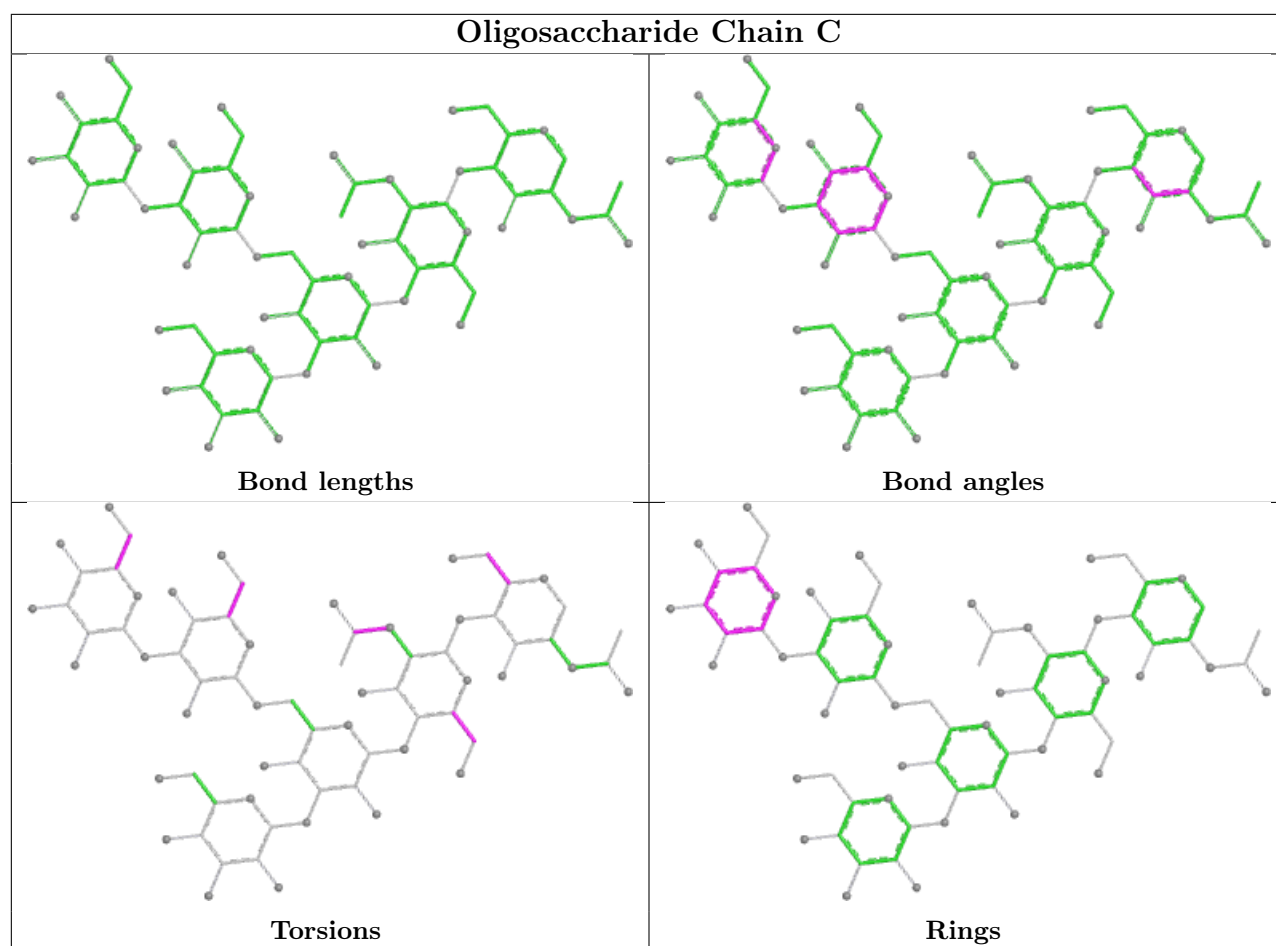 Oligosaccharide Chain C
Bond lengths
Bond angles
Torsions
Rings